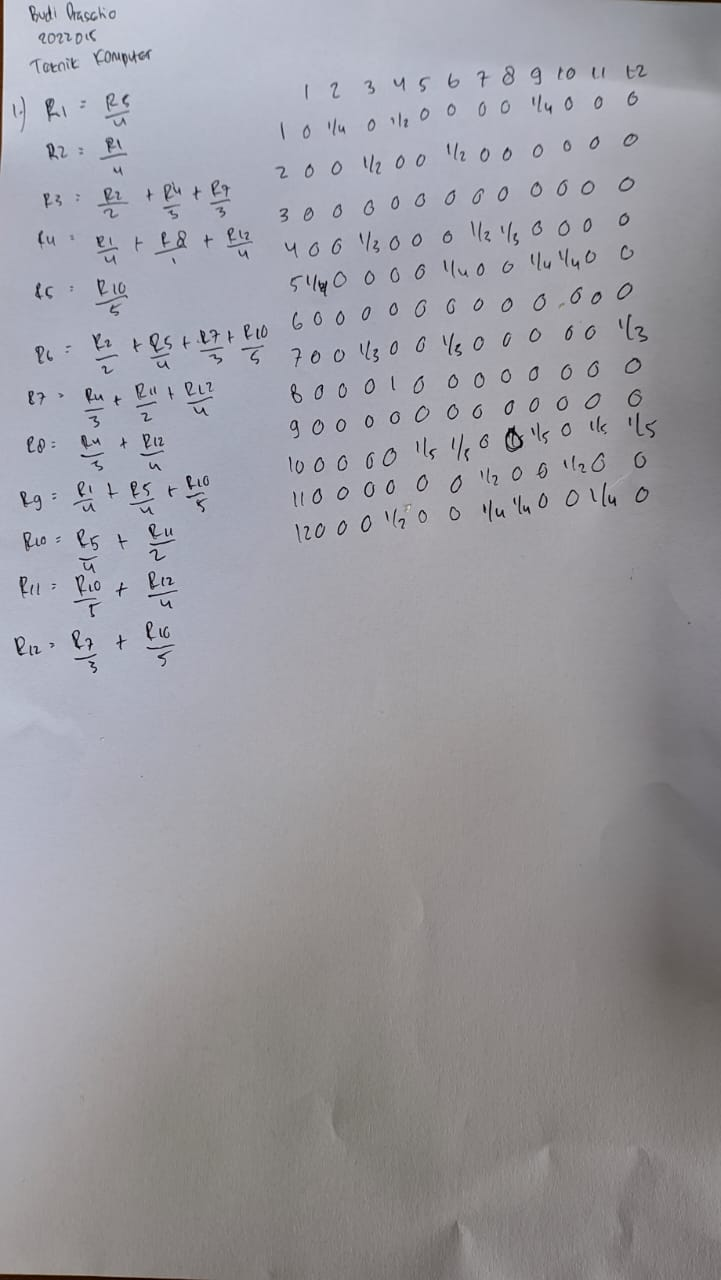 Budi Prasetio
2022015
Teknik Komputer
1.) R1 = R5/4
R2 = R1/4
R3 = R2/2 + R4/3 + R7/3
R4 = R1/4 + R8/1 + R12/4
R5 = R10/5
R6 = R2/2 + R5/4 + R7/3 + R10/5
R7 = R4/3 + R11/2 + R12/4
R8 = R4/3 + R12/4
R9 = R1/4 + R5/4 + R10/5
R10 = R5/4 + R11/2
R11 = R10/5 + R12/4
R12 = R7/3 + R10/5
1 2 3 4 5 6 7 8 9 10 11 12
1 0 1/4 0 1/2 0 0 0 0 1/4 0 0 0
2 0 0 1/2 0 0 1/2 0 0 0 0 0 0
3 0 0 0 0 0 0 0 0 0 0 0 0
4 0 0 1/3 0 0 0 1/2 1/3 0 0 0 0
5 1/4 0 0 0 0 1/4 0 0 1/4 1/4 0 0
6 0 0 0 0 0 0 0 0 0 0 0 0
7 0 0 1/3 0 0 1/3 0 0 0 0 0 1/3
8 0 0 0 1 0 0 0 0 0 0 0 0
9 0 0 0 0 0 0 0 0 0 0 0 0
10 0 0 0 0 1/5 1/5 0 0 1/5 0 1/5 1/5
11 0 0 0 0 0 0 1/2 0 0 1/2 0 0
12 0 0 0 1/2 0 0 1/4 1/4 0 0 1/4 0